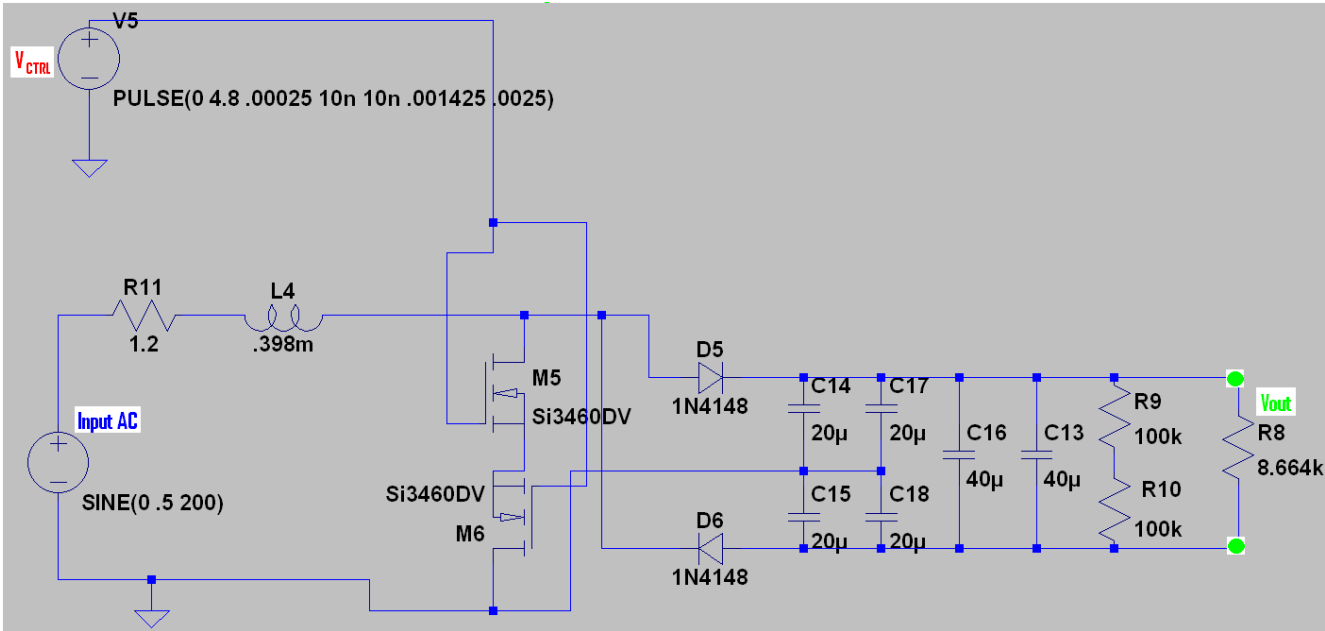 V5
VCTRL
PULSE(0 4.8 .00025 10n 10n .001425 .0025)
R11
1.2
L4
.398m
Input AC
SINE(0 .5 200)
M5
Si3460DV
Si3460DV
M6
D5
1N4148
D6
1N4148
C14
20µ
C17
20µ
C15
20µ
C18
20µ
C16
40µ
C13
40µ
R9
100k
R10
100k
Vout
R8
8.664k